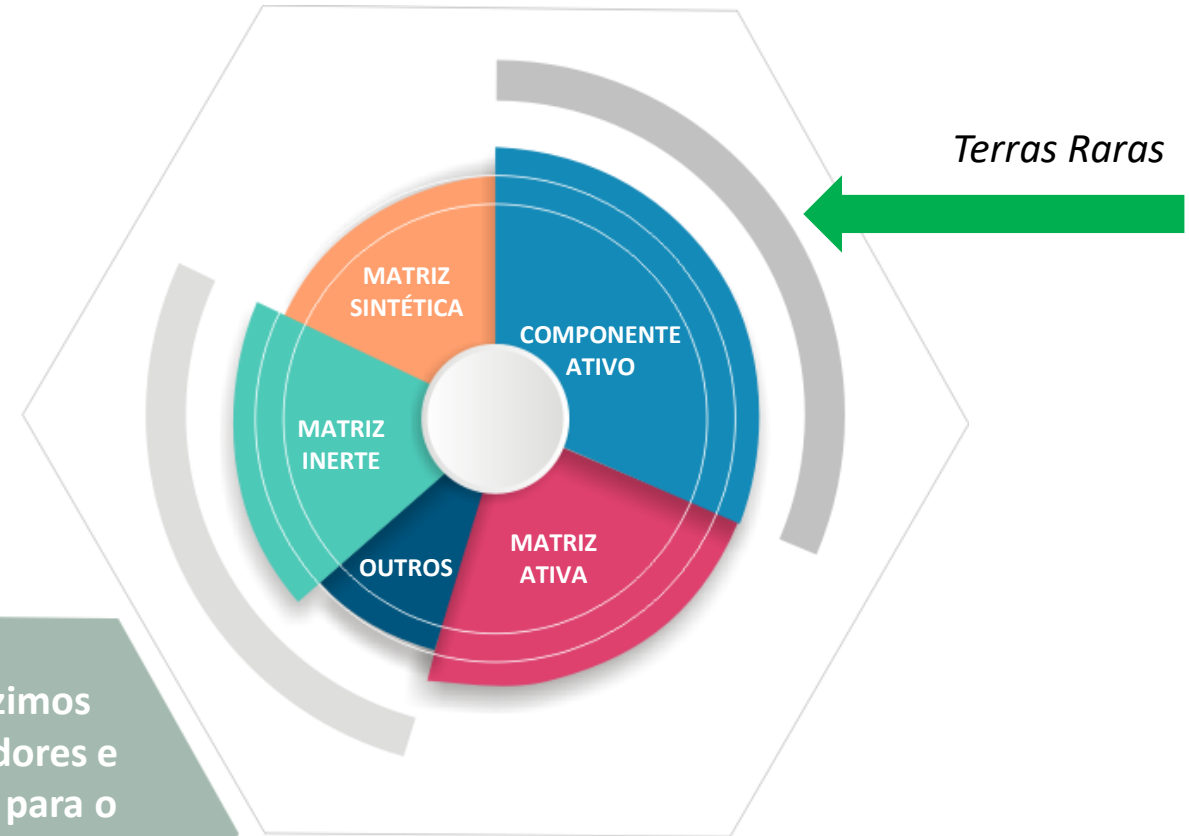 Terras Raras
MATRIZ
SINTÉTICA
COMPONENTE
ATIVO
MATRIZ
INERTE
MATRIZ
ATIVA
OUTROS
zimos
dores e
para o